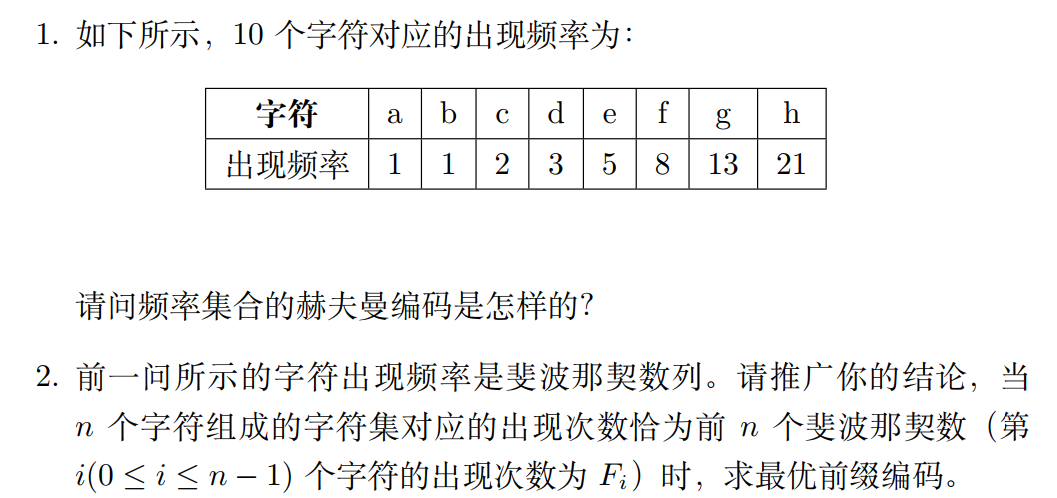 1. 如下所示，10 个字符对应的出现频率为：
字符 a b c d e f g h
出现频率 1 1 2 3 5 8 13 21
请问频率集合的赫夫曼编码是怎样的？
2. 前一问所示的字符出现频率是斐波那契数列。请推广你的结论，当
n 个字符组成的字符集对应的出现次数恰为前 n 个斐波那契数（第
i(0 ≤ i ≤ n − 1) 个字符的出现次数为 Fᵢ）时，求最优前缀编码。